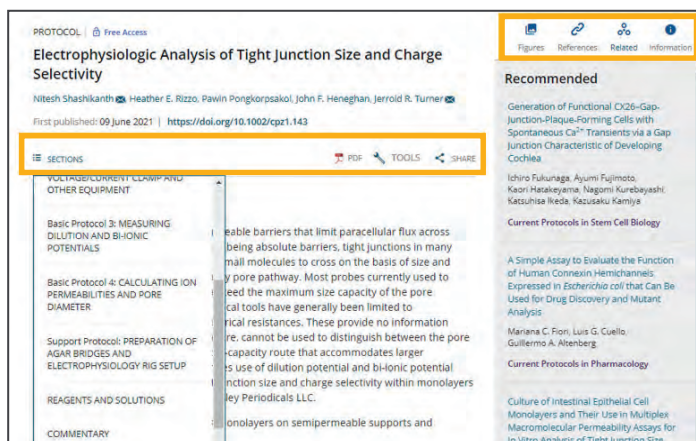 PROTOCOL | Free Access
Electrophysiologic Analysis of Tight Junction Size and Charge
Selectivity
Nitesh Shashikanth, Heather E. Rizzo, Pawin Pongkorpsakol, John F. Heneghan, Jerrold R. Turner
First published: 09 June 2021 | https://doi.org/10.1002/cpz1.143
SECTIONS
PDF TOOLS SHARE
VOLTAGE/CURRENT CLAMP AND
OTHER EQUIPMENT
Basic Protocol 3: MEASURING
DILUTION AND BI-IONIC
POTENTIALS
Basic Protocol 4: CALCULATING ION
PERMEABILITIES AND PORE
DIAMETER
Support Protocol: PREPARATION OF
AGAR BRIDGES AND
ELECTROPHYSIOLOGY RIG SETUP
REAGENTS AND SOLUTIONS
COMMENTARY
eable barriers that limit paracellular flux across
being absolute barriers, tight junctions in many
mall molecules to cross on the basis of size and
y pore pathway. Most probes currently used to
eed the maximum size capacity of the pore
cal tools have generally been limited to
rical resistances. These provide no information
re, cannot be used to distinguish between the pore
-capacity route that accommodates larger
es use of dilution potential and bi-ionic potential
nction size and charge selectivity within monolayers
ley Periodicals LLC.
onolayers on semipermeable supports and
Figures References Related Information
Recommended
Generation of Functional CX26–Gap-
Junction-Plaque-Forming Cells with
Spontaneous Ca2+ Transients via a Gap
Junction Characteristic of Developing
Cochlea
Ichiro Fukunaga, Ayumi Fujimoto,
Kaori Hatakeyama, Nagomi Kurebayashi,
Katsuhisa Ikeda, Kazusaku Kamiya
Current Protocols in Stem Cell Biology
A Simple Assay to Evaluate the Function
of Human Connexin Hemichannels
Expressed in Escherichia coli that Can Be
Used for Drug Discovery and Mutant
Analysis
Mariana C. Fiori, Luis G. Cuello,
Guillermo A. Altenberg
Current Protocols in Pharmacology
Culture of Intestinal Epithelial Cell
Monolayers and Their Use in Multiplex
Macromolecular Permeability Assays for
In Vitro Analysis of Tight Junction Size